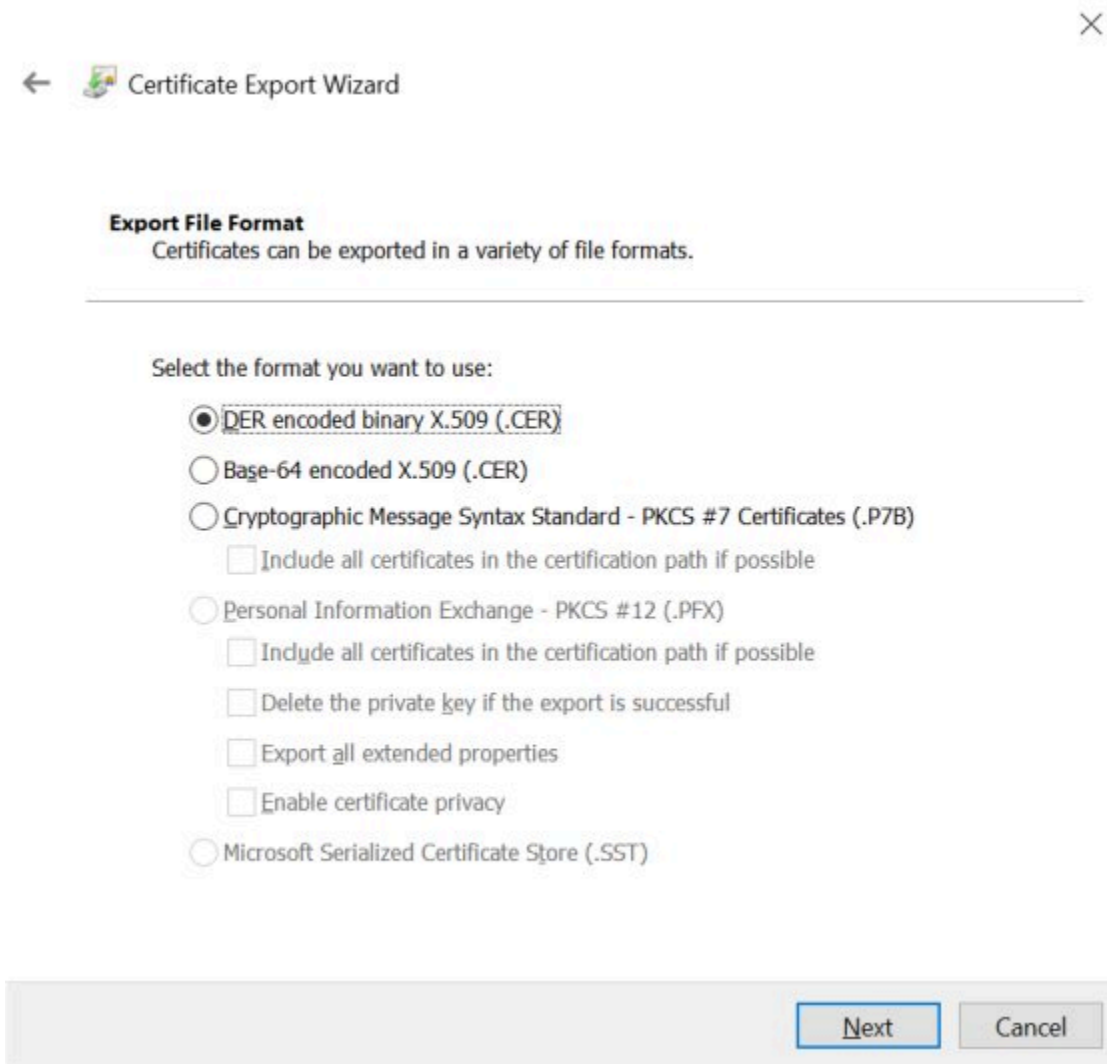 Certificate Export Wizard
Export File Format
Certificates can be exported in a variety of file formats.
Select the format you want to use:
DER encoded binary X.509 (.CER)
Base-64 encoded X.509 (.CER)
Cryptographic Message Syntax Standard - PKCS #7 Certificates (.P7B)
Include all certificates in the certification path if possible
Personal Information Exchange - PKCS #12 (.PFX)
Include all certificates in the certification path if possible
Delete the private key if the export is successful
Export all extended properties
Enable certificate privacy
Microsoft Serialized Certificate Store (.SST)
Next Cancel